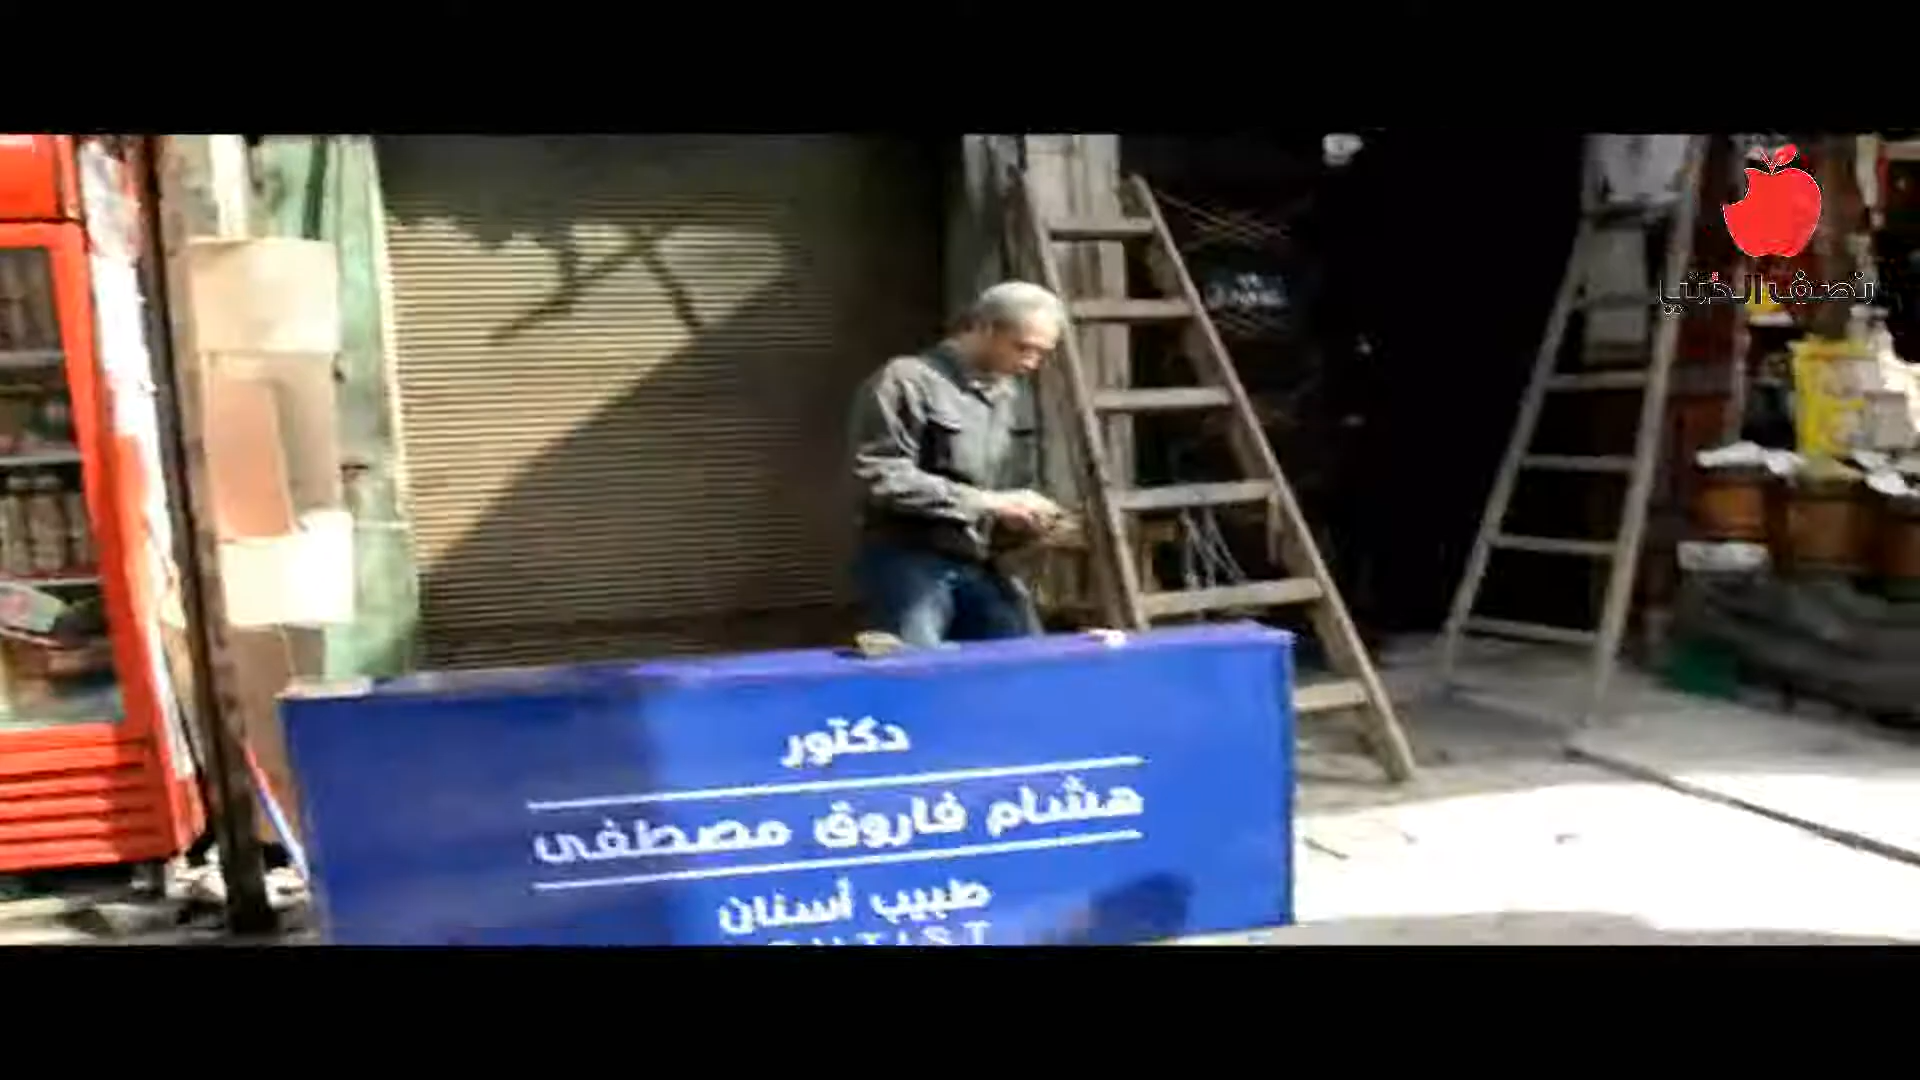 نصف الدنيا
دكتور
هشام فاروق مصطفى
طبيب أسنان